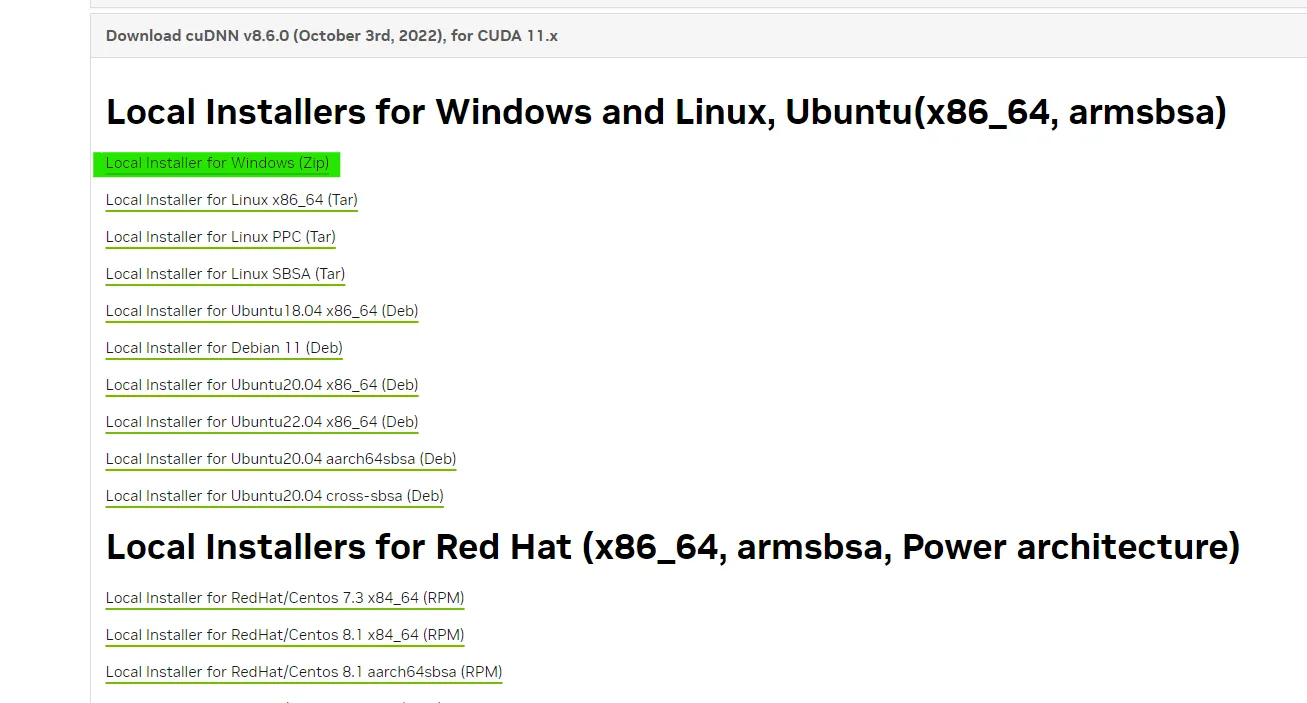 Download cuDNN v8.6.0 (October 3rd, 2022), for CUDA 11.x
Local Installers for Windows and Linux, Ubuntu(x86_64, armsbsa)
Local Installer for Windows (Zip)
Local Installer for Linux x86_64 (Tar)
Local Installer for Linux PPC (Tar)
Local Installer for Linux SBSA (Tar)
Local Installer for Ubuntu18.04 x86_64 (Deb)
Local Installer for Debian 11 (Deb)
Local Installer for Ubuntu20.04 x86_64 (Deb)
Local Installer for Ubuntu22.04 x86_64 (Deb)
Local Installer for Ubuntu20.04 aarch64sbsa (Deb)
Local Installer for Ubuntu20.04 cross-sbsa (Deb)
Local Installers for Red Hat (x86_64, armsbsa, Power architecture)
Local Installer for RedHat/Centos 7.3 x84_64 (RPM)
Local Installer for RedHat/Centos 8.1 x84_64 (RPM)
Local Installer for RedHat/Centos 8.1 aarch64sbsa (RPM)